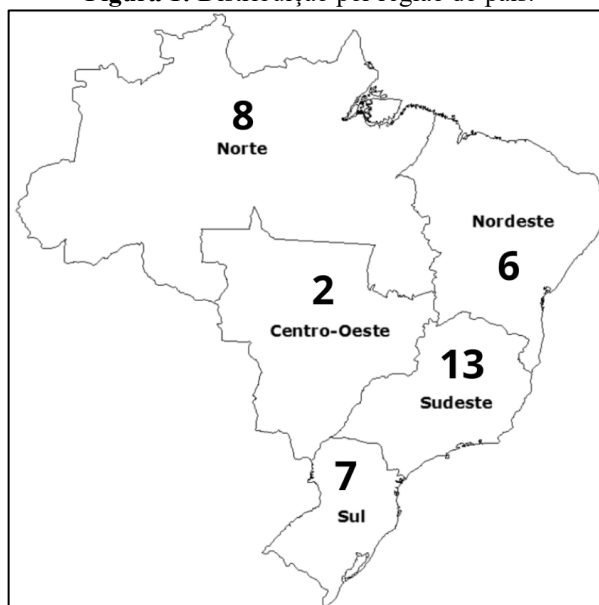 Figura 1. Distribuição por região do país.
8
Norte
Nordeste
6
2
Centro-Oeste
13
Sudeste
7
Sul